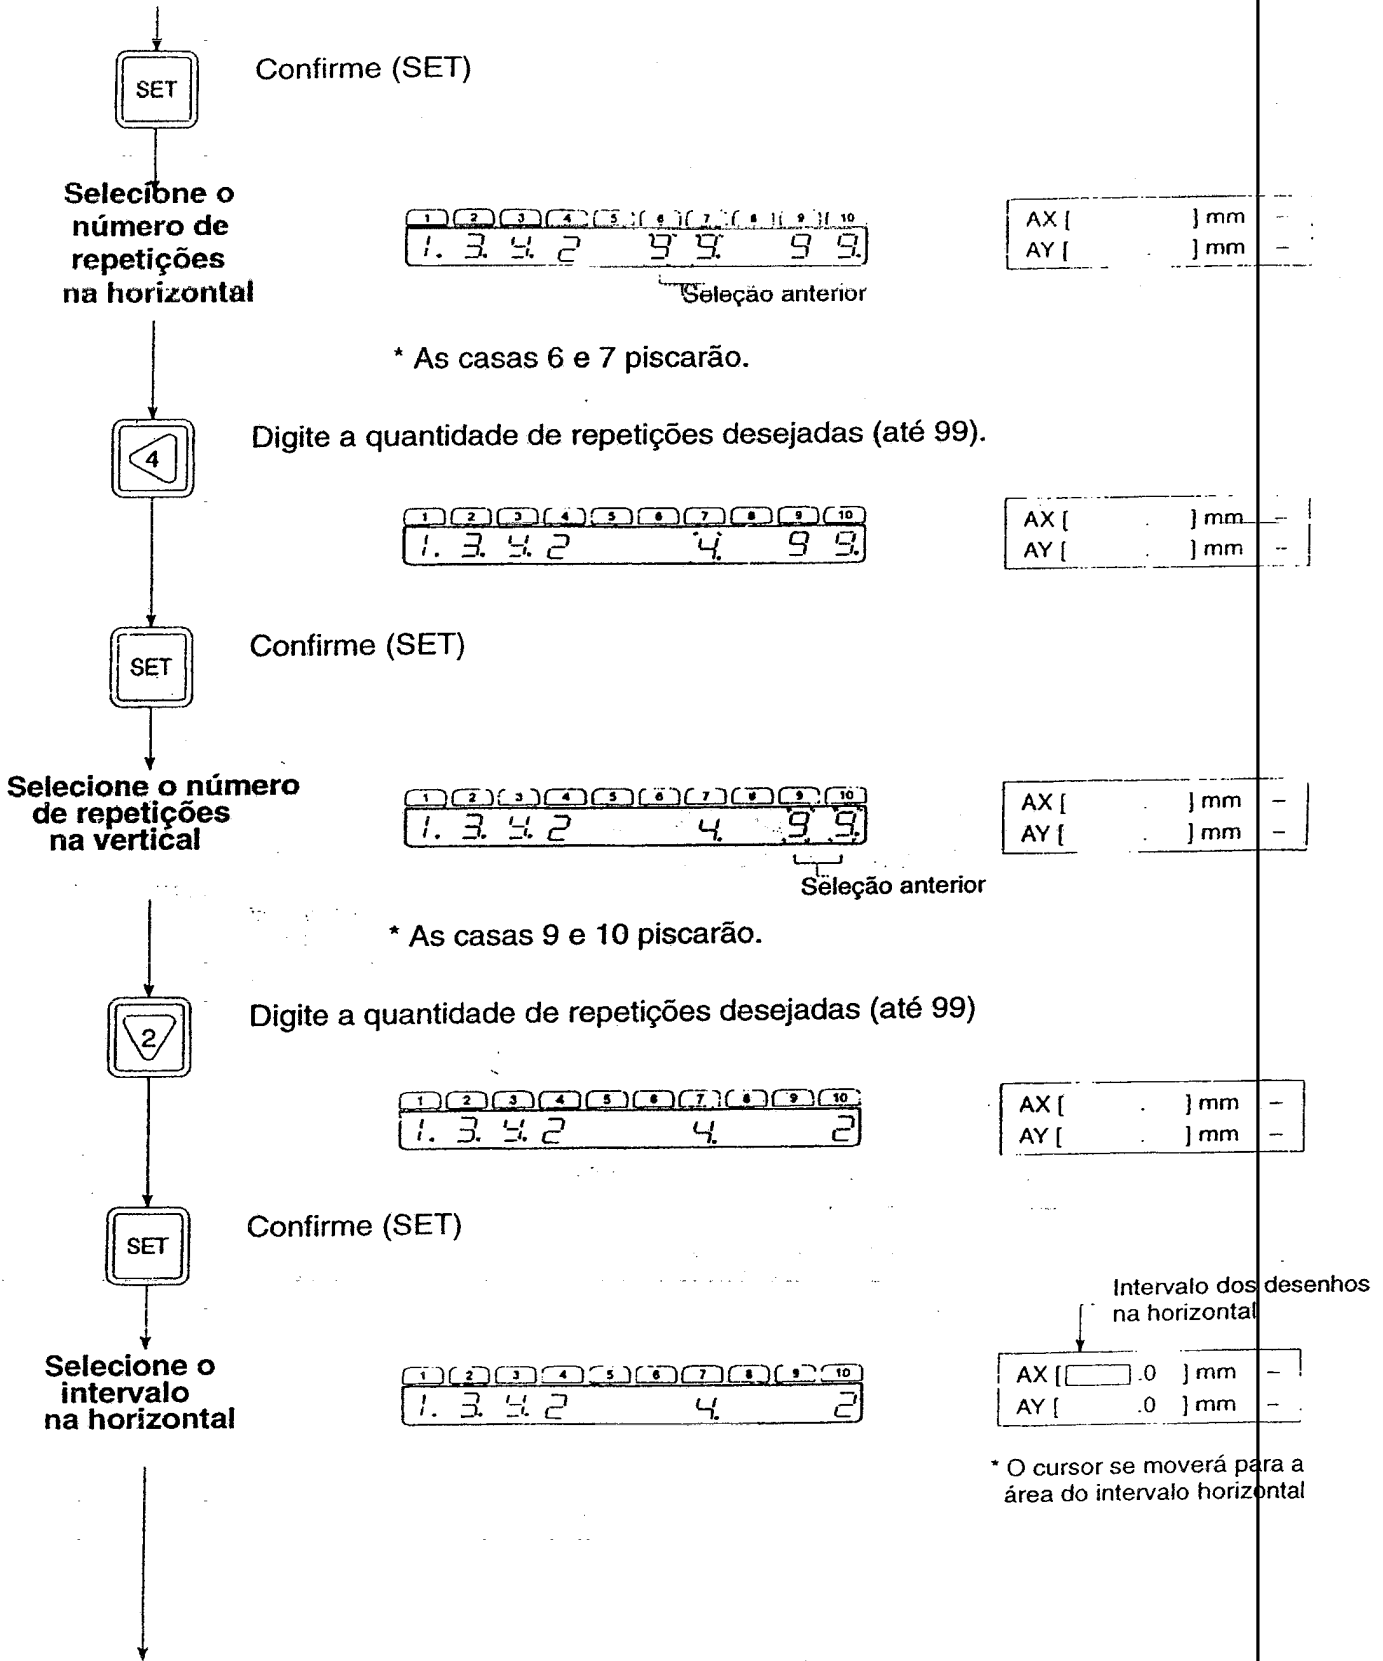 SET
Confirme (SET)
Selecione o
número de
repetições
na horizontal
1 2 3 4 5 6 7 8 9 10
1. 3. 4. 2 9 9. 9 9.
AX [ ] mm -
AY [ . ] mm -
Seleção anterior
* As casas 6 e 7 piscarão.
4
Digite a quantidade de repetições desejadas (até 99).
1 2 3 4 5 6 7 8 9 10
1. 3. 4. 2 4. 9 9.
AX [ . ] mm -
AY [ . ] mm -
SET
Confirme (SET)
Selecione o número
de repetições
na vertical
1 2 3 4 5 6 7 8 9 10
1. 3. 4. 2 4. 9 9.
AX [ . ] mm -
AY [ . ] mm -
Seleção anterior
* As casas 9 e 10 piscarão.
2
Digite a quantidade de repetições desejadas (até 99)
1 2 3 4 5 6 7 8 9 10
1. 3. 4. 2 4. 2
AX [ . ] mm -
AY [ . ] mm -
SET
Confirme (SET)
Intervalo dos desenhos
na horizontal
Selecione o
intervalo
na horizontal
1 2 3 4 5 6 7 8 9 10
1. 3. 4. 2 4. 2
AX [ .0 ] mm -
AY [ .0 ] mm -
* O cursor se moverá para a
área do intervalo horizontal